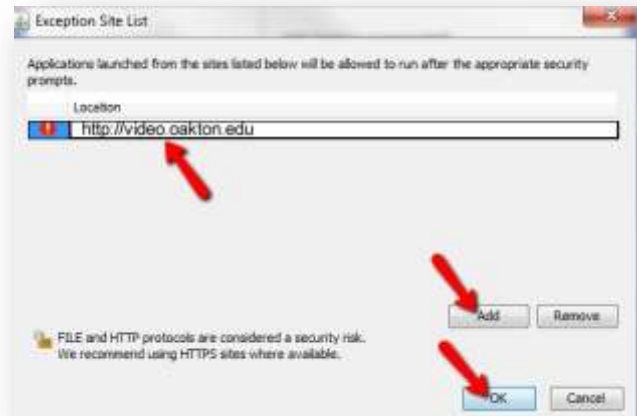 Exception Site List
Applications launched from the sites listed below will be allowed to run after the appropriate security
prompts.
Location
http://video.oakton.edu
Add
Remove
FILE and HTTP protocols are considered a security risk.
We recommend using HTTPS sites where available.
OK
Cancel